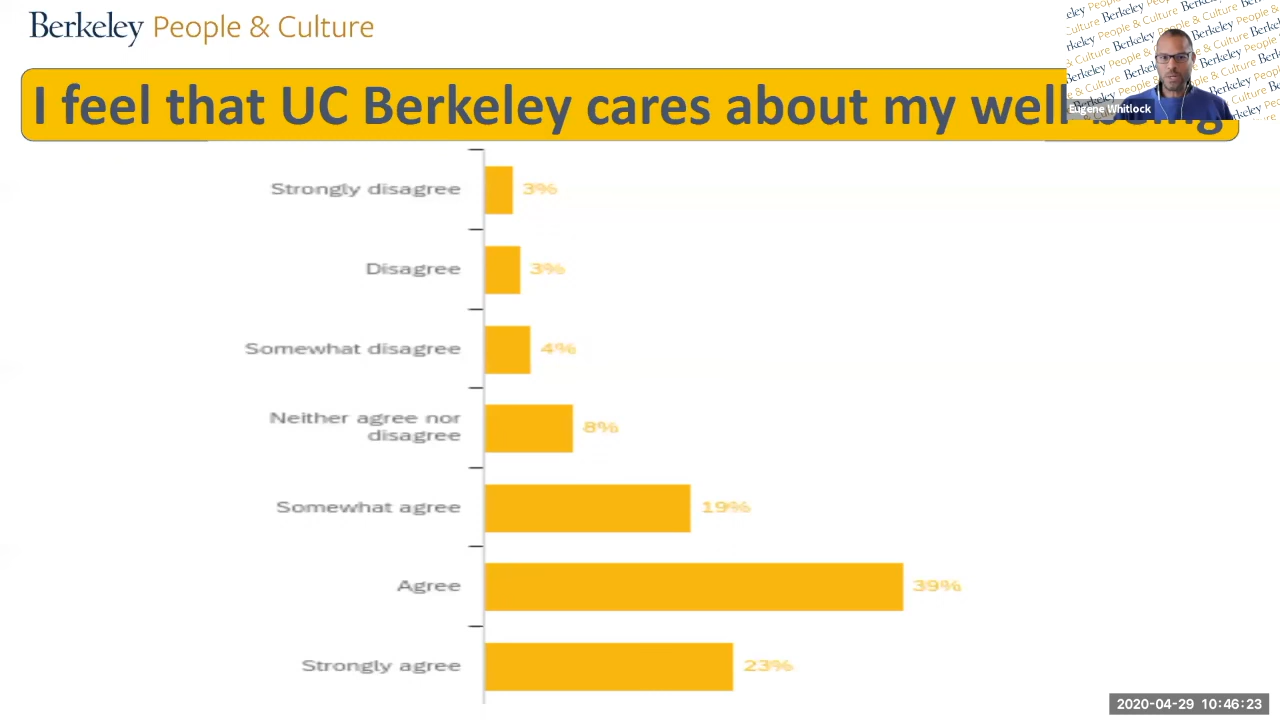 Berkeley People & Culture
I feel that UC Berkeley cares about my well-being
Eugene Whitlock
Strongly disagree 3%
Disagree 3%
Somewhat disagree 4%
Neither agree nor
disagree 8%
Somewhat agree 19%
Agree 39%
Strongly agree 23%
2020-04-29 10:46:23